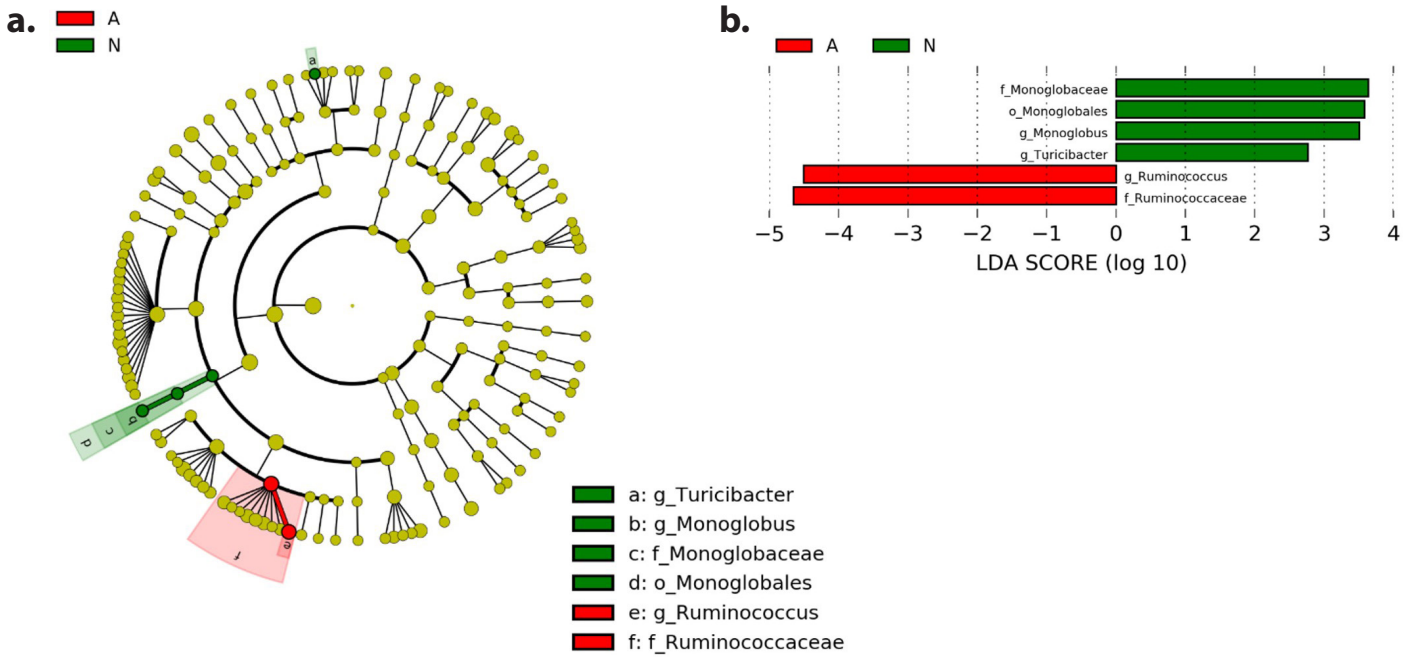 a.
A
N
a
b
c
d
e
f
a: g_Turicibacter
b: g_Monoglobus
c: f_Monoglobaceae
d: o_Monoglobales
e: g_Ruminococcus
f: f_Ruminococcaceae
b.
A N
f_Monoglobaceae
o_Monoglobales
g_Monoglobus
g_Turicibacter
g_Ruminococcus
f_Ruminococcaceae
−5 −4 −3 −2 −1 0 1 2 3 4
LDA SCORE (log 10)